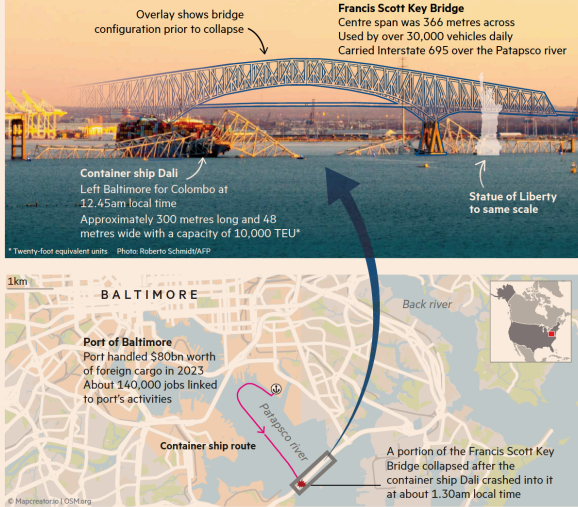 Overlay shows bridge
configuration prior to collapse
Francis Scott Key Bridge
Centre span was 366 metres across
Used by over 30,000 vehicles daily
Carried Interstate 695 over the Patapsco river
Container ship Dali
Left Baltimore for Colombo at
12.45am local time
Approximately 300 metres long and 48
metres wide with a capacity of 10,000 TEU*
Statue of Liberty
to same scale
* Twenty-foot equivalent units Photo: Roberto Schmidt/AFP
1km
BALTIMORE
Back river
Port of Baltimore
Port handled $80bn worth
of foreign cargo in 2023
About 140,000 jobs linked
to port's activities
Patapsco river
Container ship route
A portion of the Francis Scott Key
Bridge collapsed after the
container ship Dali crashed into it
at about 1.30am local time
© Mapcreator.io | OSM.org